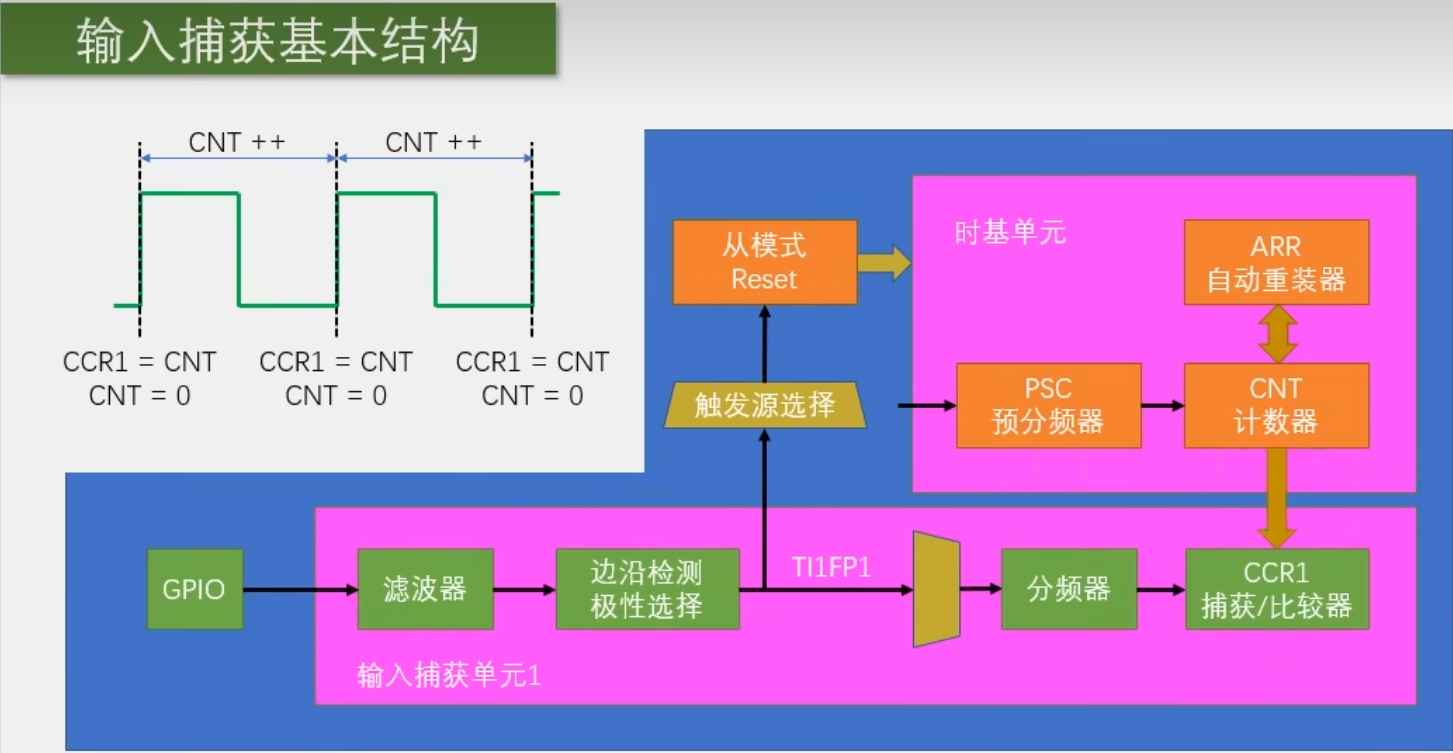 输入捕获基本结构
CNT ++
CNT ++
CCR1 = CNT
CNT = 0
CCR1 = CNT
CNT = 0
CCR1 = CNT
CNT = 0
从模式
Reset
时基单元
ARR
自动重装器
触发源选择
PSC
预分频器
CNT
计数器
GPIO
滤波器
边沿检测
极性选择
TI1FP1
分频器
CCR1
捕获/比较器
输入捕获单元1